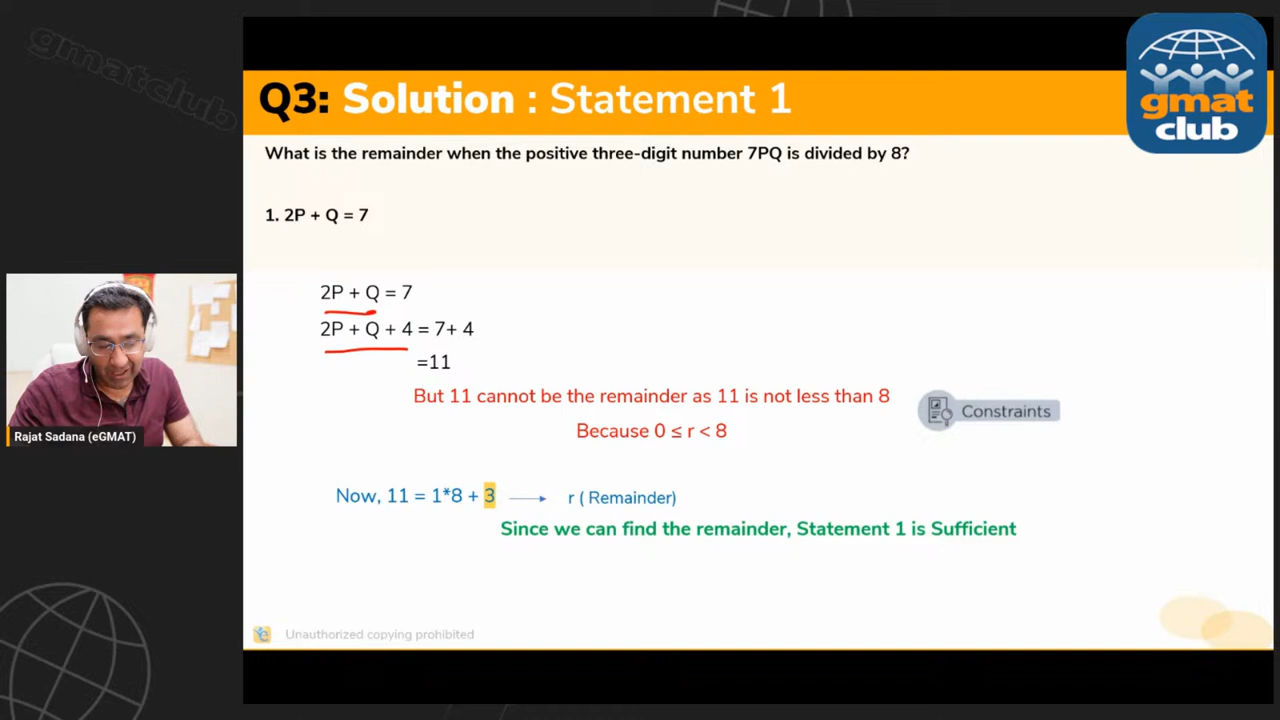 gmatclub
gmat
club
Q3: Solution : Statement 1
What is the remainder when the positive three-digit number 7PQ is divided by 8?
1. 2P + Q = 7
2P + Q = 7
2P + Q + 4 = 7+ 4
=11
But 11 cannot be the remainder as 11 is not less than 8
Constraints
Because 0 ≤ r < 8
Now, 11 = 1*8 + 3 → r ( Remainder)
Since we can find the remainder, Statement 1 is Sufficient
Rajat Sadana (eGMAT)
Unauthorized copying prohibited